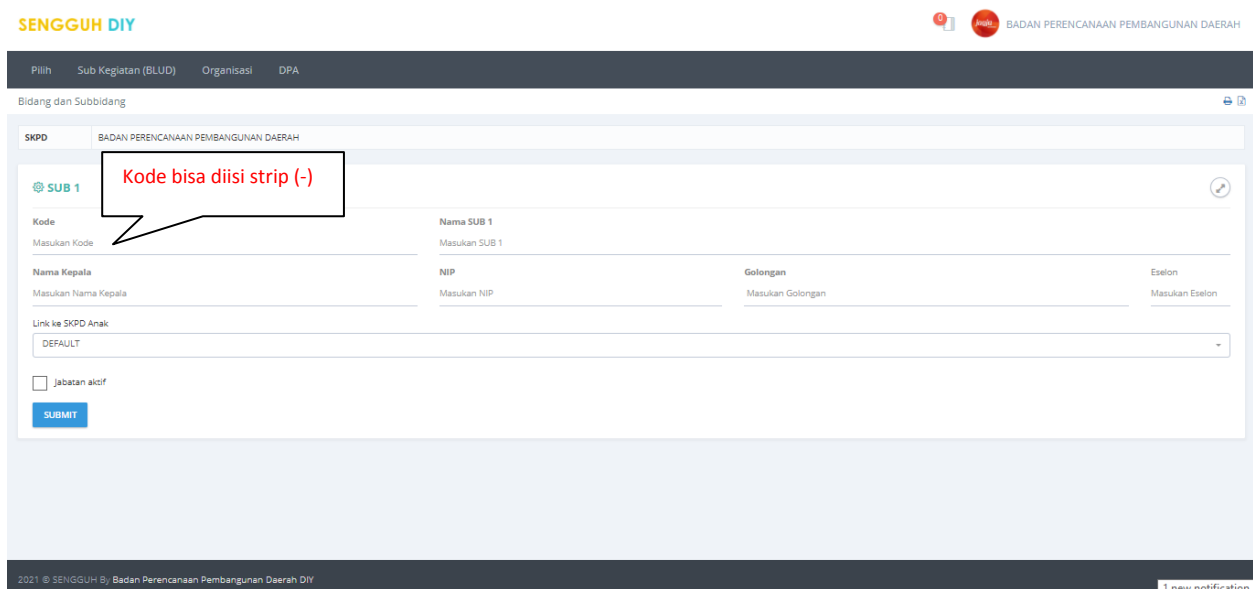 SENGGUH DIY
0
jogja
BADAN PERENCANAAN PEMBANGUNAN DAERAH
Pilih Sub Kegiatan (BLUD) Organisasi DPA
Bidang dan Subbidang
SKPD BADAN PERENCANAAN PEMBANGUNAN DAERAH
Kode bisa diisi strip (-)
SUB 1
Kode Nama SUB 1
Masukan Kode Masukan SUB 1
Nama Kepala NIP Golongan Eselon
Masukan Nama Kepala Masukan NIP Masukan Golongan Masukan Eselon
Link ke SKPD Anak
DEFAULT
Jabatan aktif
SUBMIT
2021 © SENGGUH By Badan Perencanaan Pembangunan Daerah DIY
1 new notification